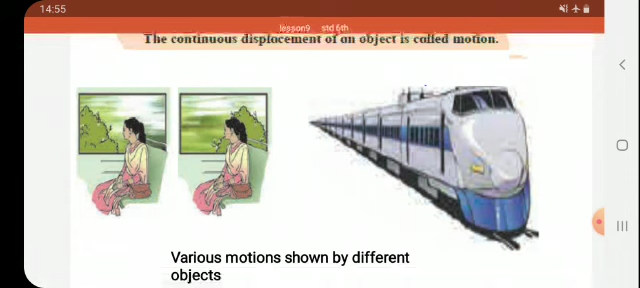 14:55
lesson9 std 6th
The continuous displacement of an object is called motion.
Various motions shown by different
objects